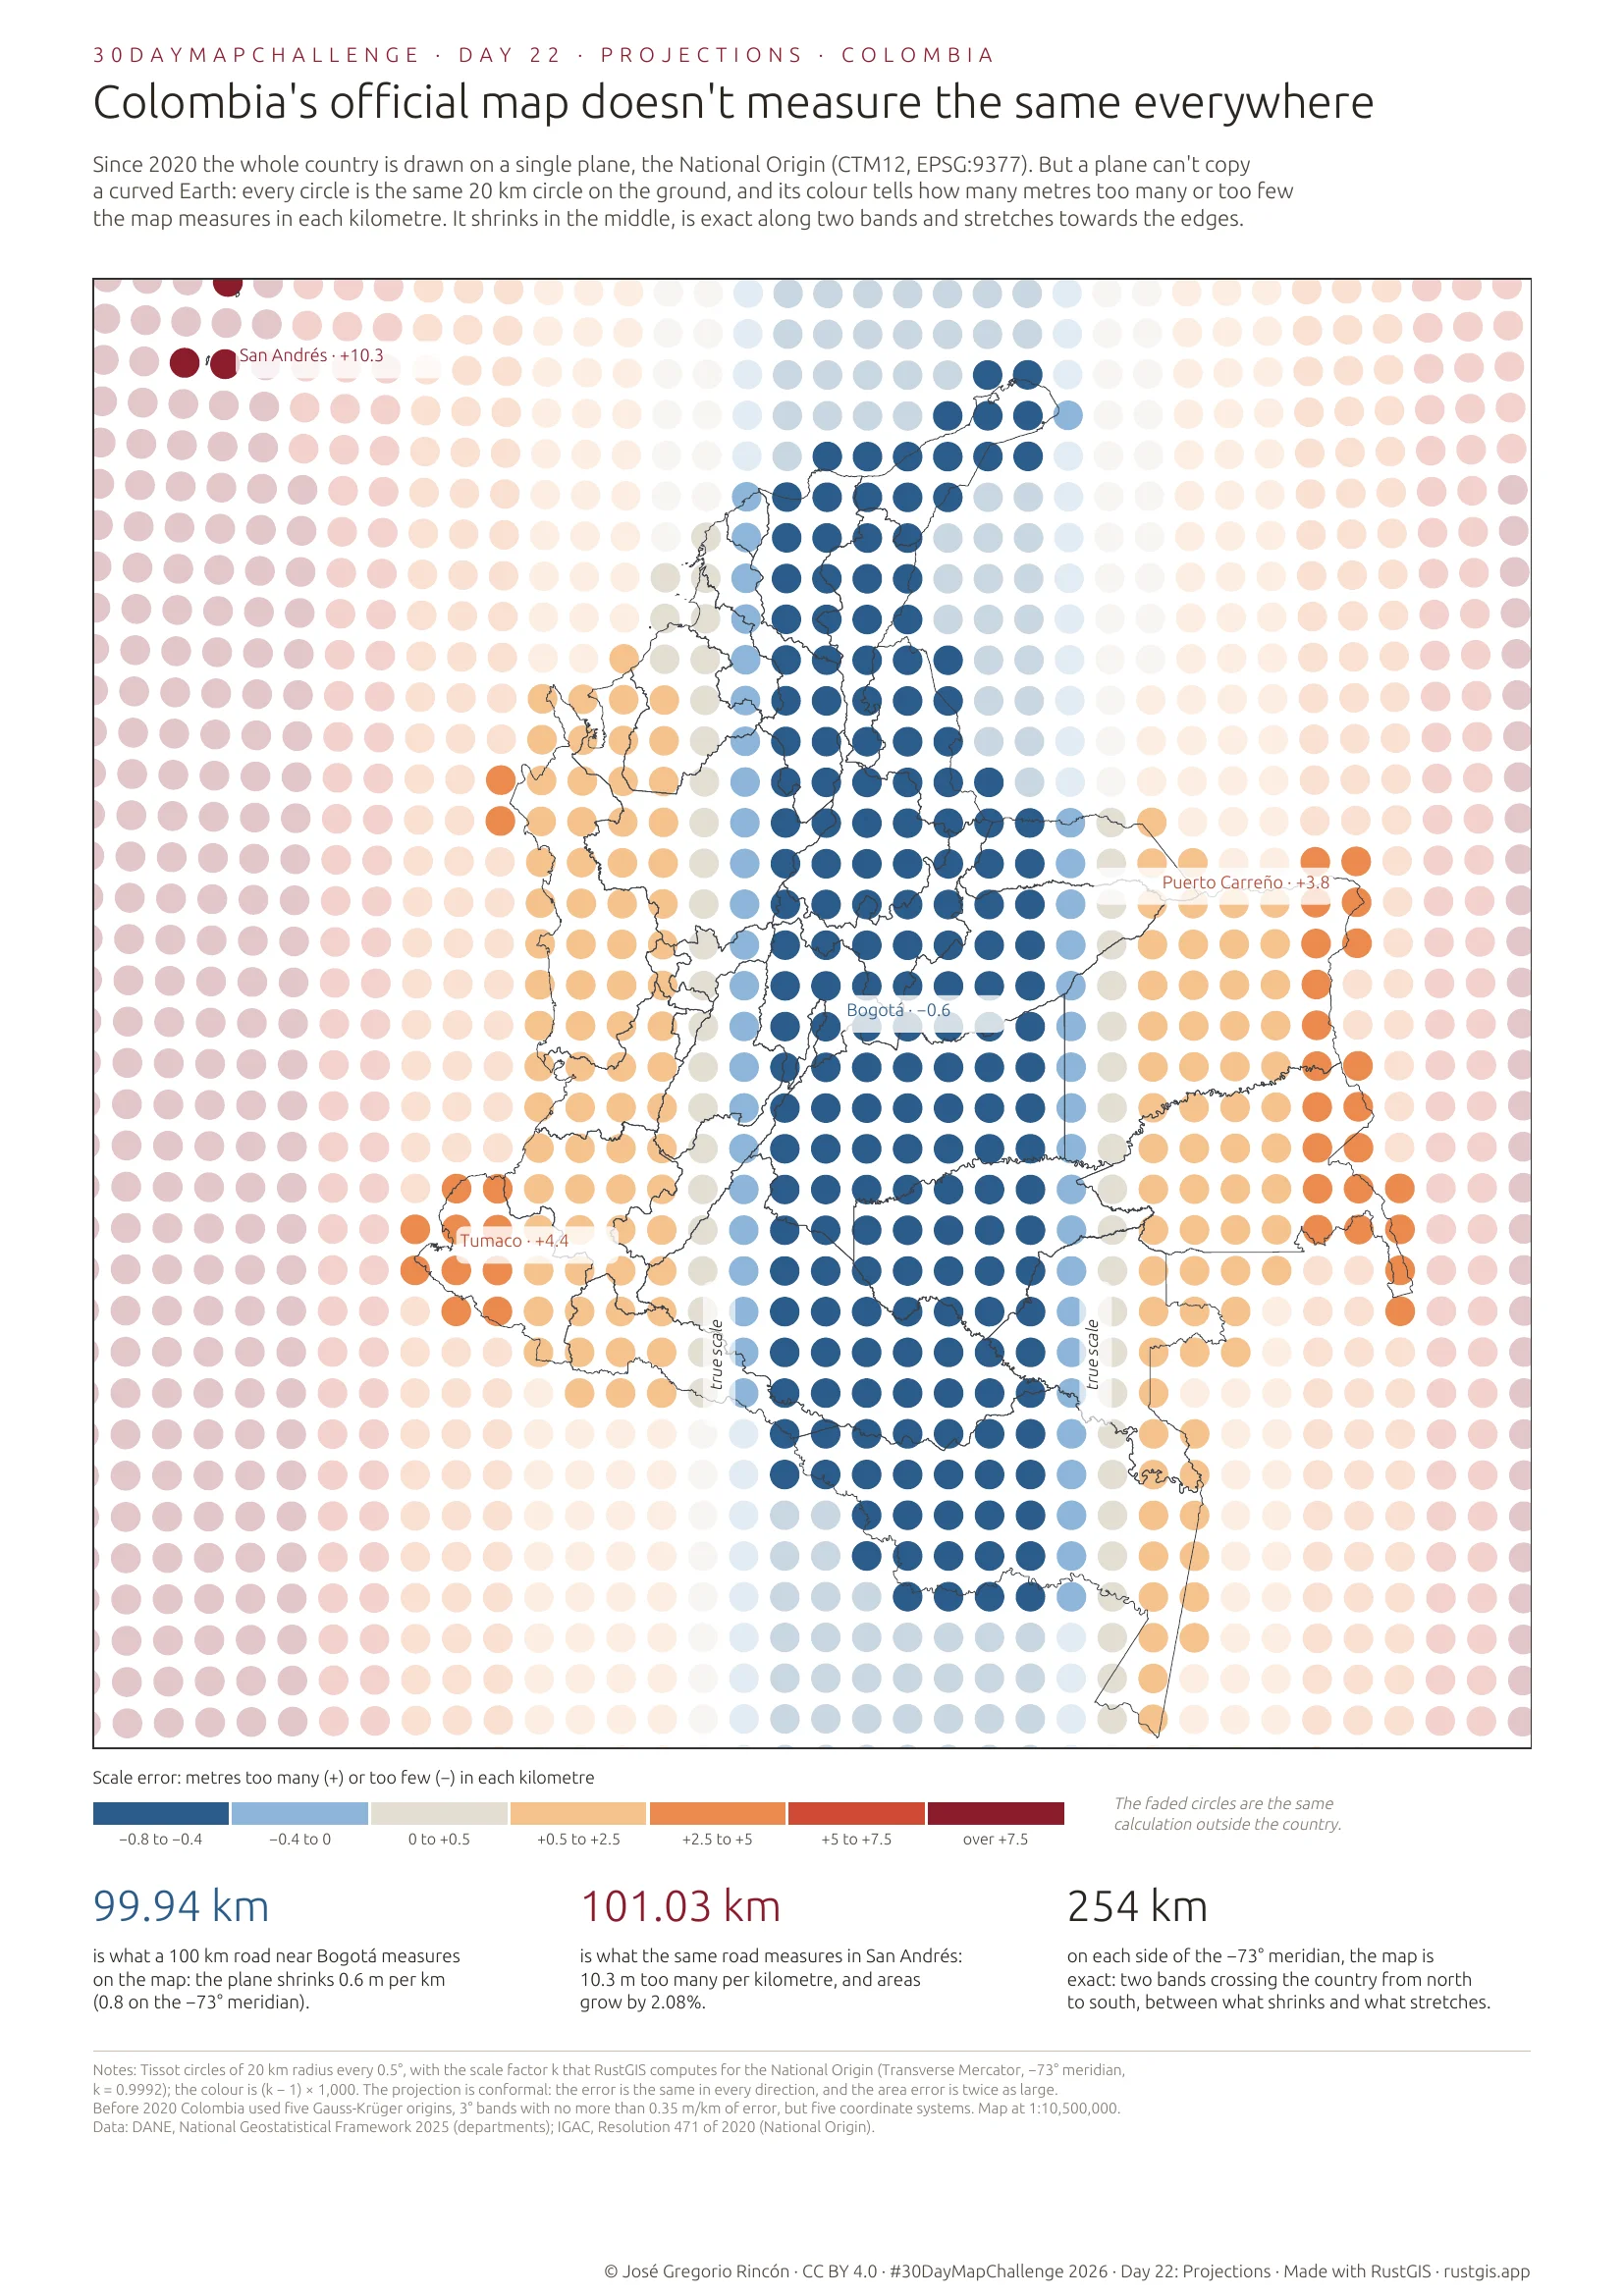 30DAYMAPCHALLENGE · DAY 22 · PROJECTIONS · COLOMBIA
Colombia's official map doesn't measure the same everywhere
Since 2020 the whole country is drawn on a single plane, the National Origin (CTM12, EPSG:9377). But a plane can't copy
a curved Earth: every circle is the same 20 km circle on the ground, and its colour tells how many metres too many or too few
the map measures in each kilometre. It shrinks in the middle, is exact along two bands and stretches towards the edges.
San Andrés · +10.3
Puerto Carreño · +3.8
Bogotá · −0.6
Tumaco · +4.4
true scale
true scale
Scale error: metres too many (+) or too few (−) in each kilometre
−0.8 to −0.4
−0.4 to 0
0 to +0.5
+0.5 to +2.5
+2.5 to +5
+5 to +7.5
over +7.5
The faded circles are the same
calculation outside the country.
99.94 km
is what a 100 km road near Bogotá measures
on the map: the plane shrinks 0.6 m per km
(0.8 on the −73° meridian).
101.03 km
is what the same road measures in San Andrés:
10.3 m too many per kilometre, and areas
grow by 2.08%.
254 km
on each side of the −73° meridian, the map is
exact: two bands crossing the country from north
to south, between what shrinks and what stretches.
Notes: Tissot circles of 20 km radius every 0.5°, with the scale factor k that RustGIS computes for the National Origin (Transverse Mercator, −73° meridian,
k = 0.9992); the colour is (k − 1) × 1,000. The projection is conformal: the error is the same in every direction, and the area error is twice as large.
Before 2020 Colombia used five Gauss-Krüger origins, 3° bands with no more than 0.35 m/km of error, but five coordinate systems. Map at 1:10,500,000.
Data: DANE, National Geostatistical Framework 2025 (departments); IGAC, Resolution 471 of 2020 (National Origin).
© José Gregorio Rincón · CC BY 4.0 · #30DayMapChallenge 2026 · Day 22: Projections · Made with RustGIS · rustgis.app